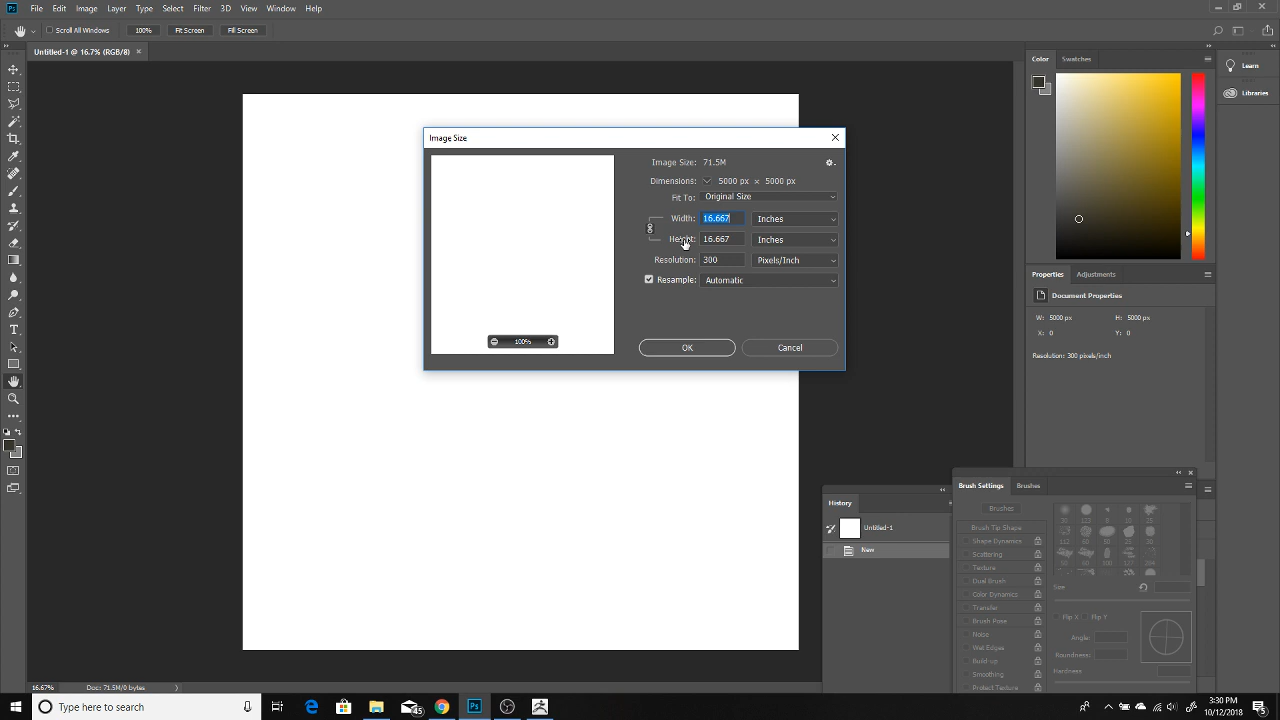 Ps File Edit Image Layer Type Select Filter 3D View Window Help
Scroll All Windows 100% Fit Screen Fill Screen
Untitled-1 @ 16.7% (RGB/8) ×
Color Swatches
Learn
Libraries
Image Size
Image Size: 71.5M
Dimensions: 5000 px × 5000 px
Fit To: Original Size
Width: 16.667 Inches
Height: 16.667 Inches
Resolution: 300 Pixels/Inch
Resample: Automatic
100%
OK Cancel
Properties Adjustments
Document Properties
W: 5000 px H: 5000 px
X: 0 Y: 0
Resolution: 300 pixels/inch
History
Untitled-1
New
Brush Settings Brushes
Brushes
Brush Tip Shape
Shape Dynamics
Scattering
Texture
Dual Brush
Color Dynamics
Transfer
Brush Pose
Noise
Wet Edges
Build-up
Smoothing
Protect Texture
Size
Flip X Flip Y
Angle:
Roundness:
Hardness
16.67% Doc: 71.5M/0 bytes
Type here to search
Ps
3:30 PM
10/12/2018